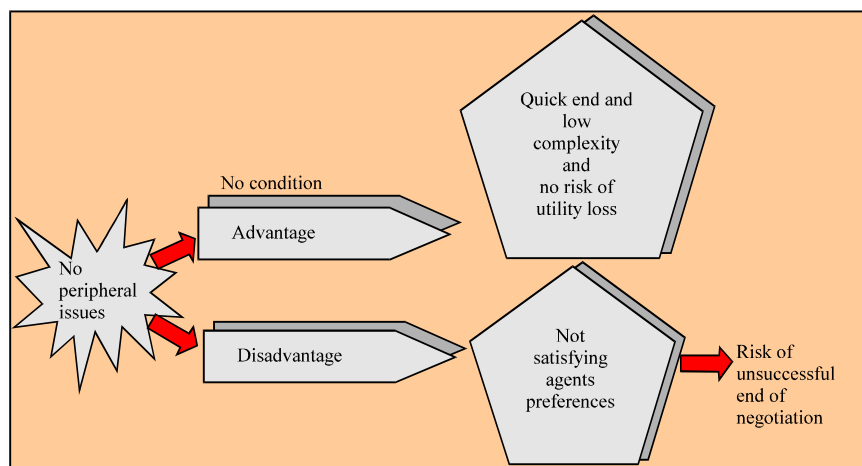 No
peripheral
issues
No condition
Advantage
Quick end and
low
complexity
and
no risk of
utility loss
Disadvantage
Not
satisfying
agents
preferences
Risk of
unsuccessful
end of
negotiation